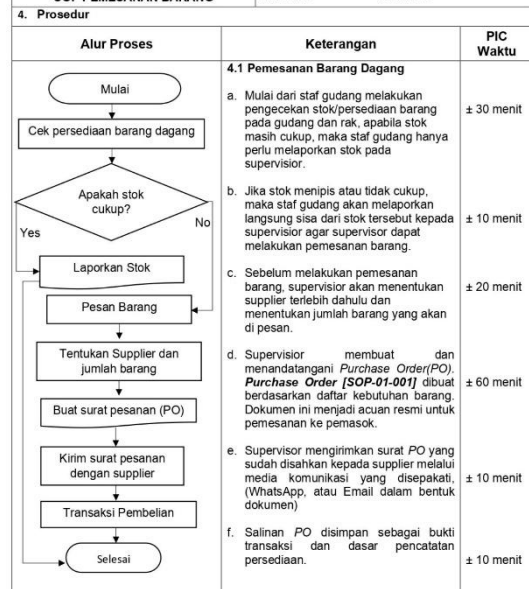 SOP PEMESANAN BARANG
4. Prosedur
Alur Proses
Keterangan
PIC
Waktu
Mulai
Cek persediaan barang dagang
Apakah stok
cukup?
Yes
No
Laporkan Stok
Pesan Barang
Tentukan Supplier dan
jumlah barang
Buat surat pesanan (PO)
Kirim surat pesanan
dengan supplier
Transaksi Pembelian
Selesai
4.1 Pemesanan Barang Dagang
a. Mulai dari staf gudang melakukan
pengecekan stok/persediaan barang
pada gudang dan rak, apabila stok
masih cukup, maka staf gudang hanya
perlu melaporkan stok pada
supervisior.
± 30 menit
b. Jika stok menipis atau tidak cukup,
maka staf gudang akan melaporkan
langsung sisa dari stok tersebut kepada
supervisior agar supervisor dapat
melakukan pemesanan barang.
± 10 menit
c. Sebelum melakukan pemesanan
barang, supervisior akan menentukan
supplier terlebih dahulu dan
menentukan jumlah barang yang akan
di pesan.
± 20 menit
d. Supervisior membuat dan
menandatangani Purchase Order(PO).
Purchase Order [SOP-01-001] dibuat
berdasarkan daftar kebutuhan barang.
Dokumen ini menjadi acuan resmi untuk
pemesanan ke pemasok.
± 60 menit
e. Supervisor mengirimkan surat PO yang
sudah disahkan kepada supplier melalui
media komunikasi yang disepakati,
(WhatsApp, atau Email dalam bentuk
dokumen)
± 10 menit
f. Salinan PO disimpan sebagai bukti
transaksi dan dasar pencatatan
persediaan.
± 10 menit